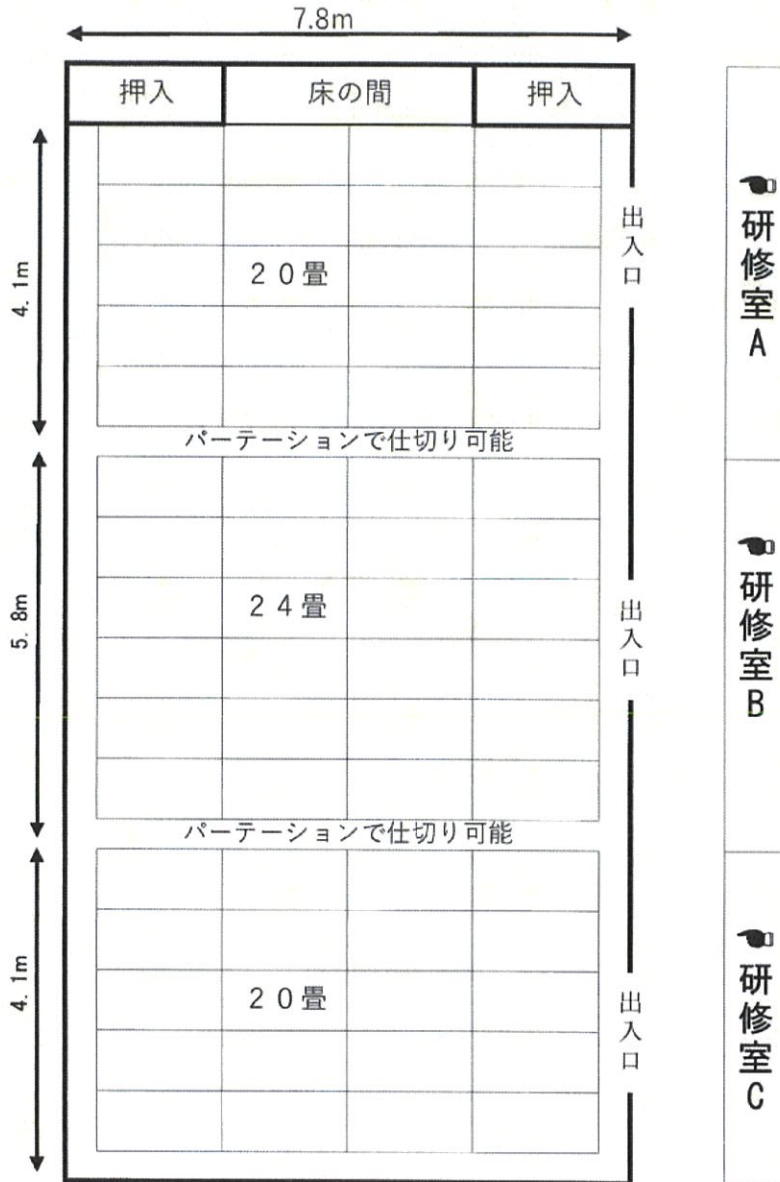 7.8m
押入
床の間
押入
4.1m
出入口
20畳
☚研修室A
パーテーションで仕切り可能
5.8m
24畳
出入口
☚研修室B
パーテーションで仕切り可能
4.1m
20畳
出入口
☚研修室C